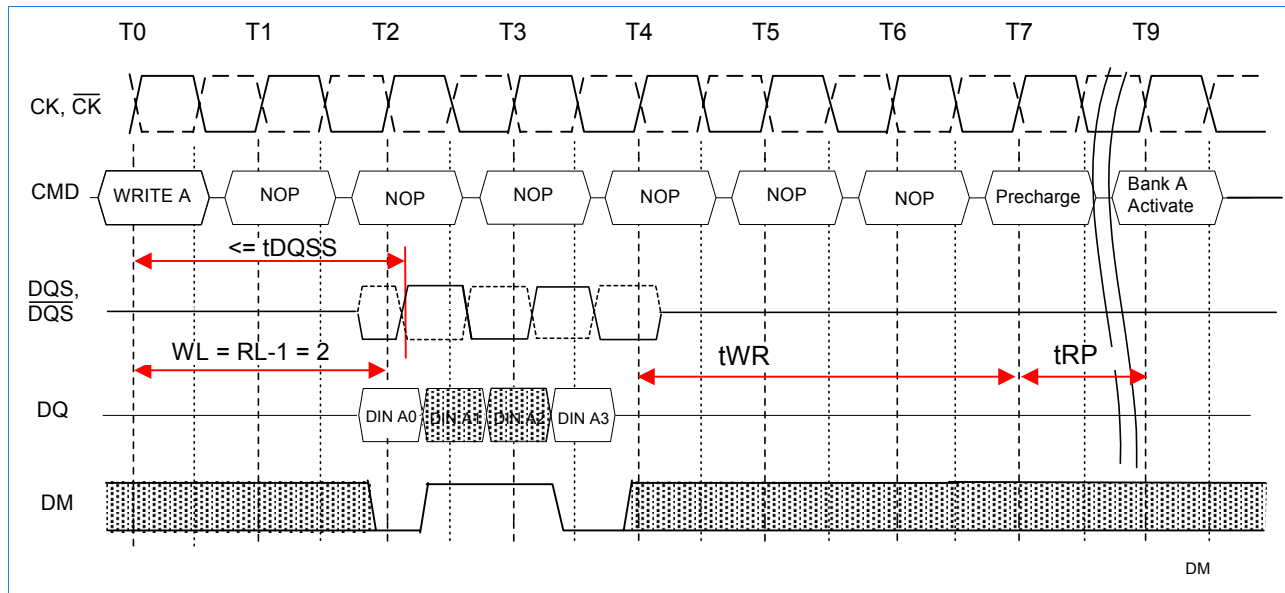 T0 T1 T2 T3 T4 T5 T6 T7 T9
CK, CK
CMD WRITE A NOP NOP NOP NOP NOP NOP Precharge Bank A
Activate
<= tDQSS
DQS,
DQS
WL = RL-1 = 2 tWR tRP
DQ DIN A0 DIN A1 DIN A2 DIN A3
DM
DM